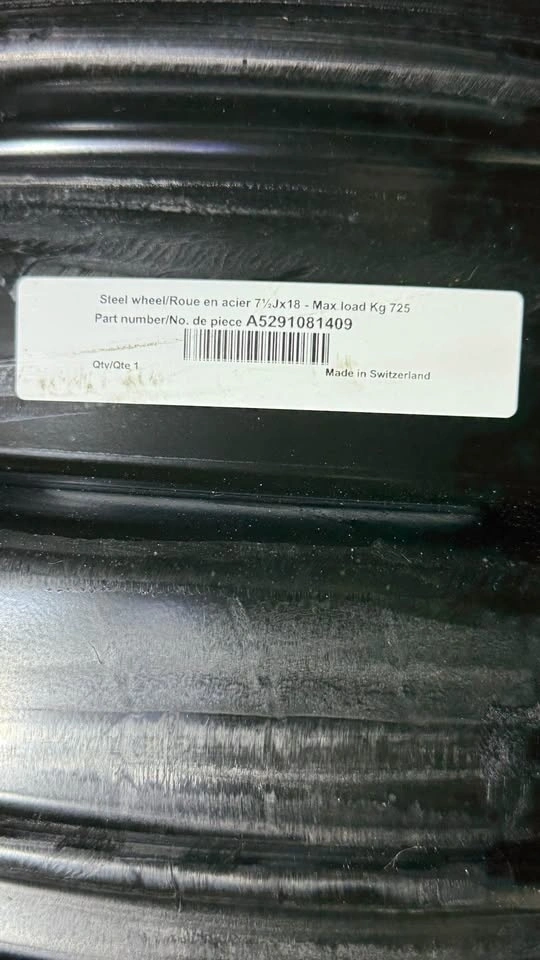 Steel wheel/Roue en acier 7½Jx18 - Max load Kg 725
Part number/No. de piece A5291081409
Qty/Qte 1
Made in Switzerland